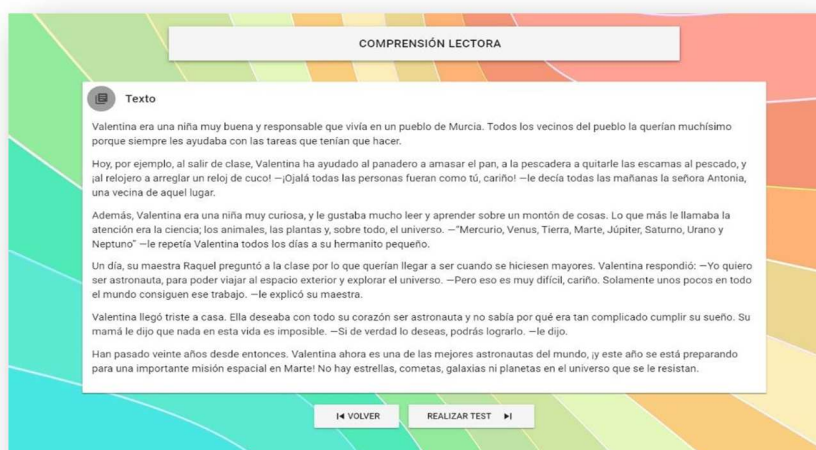 COMPRENSIÓN LECTORA
Texto
Valentina era una niña muy buena y responsable que vivía en un pueblo de Murcia. Todos los vecinos del pueblo la querían muchísimo
porque siempre les ayudaba con las tareas que tenían que hacer.
Hoy, por ejemplo, al salir de clase, Valentina ha ayudado al panadero a amasar el pan, a la pescadera a quitarle las escamas al pescado, y
¡al relojero a arreglar un reloj de cuco! —¡Ojalá todas las personas fueran como tú, cariño! —le decía todas las mañanas la señora Antonia,
una vecina de aquel lugar.
Además, Valentina era una niña muy curiosa, y le gustaba mucho leer y aprender sobre un montón de cosas. Lo que más le llamaba la
atención era la ciencia; los animales, las plantas y, sobre todo, el universo. —"Mercurio, Venus, Tierra, Marte, Júpiter, Saturno, Urano y
Neptuno" —le repetía Valentina todos los días a su hermanito pequeño.
Un día, su maestra Raquel preguntó a la clase por lo que querían llegar a ser cuando se hiciesen mayores. Valentina respondió: —Yo quiero
ser astronauta, para poder viajar al espacio exterior y explorar el universo. —Pero eso es muy difícil, cariño. Solamente unos pocos en todo
el mundo consiguen ese trabajo. —le explicó su maestra.
Valentina llegó triste a casa. Ella deseaba con todo su corazón ser astronauta y no sabía por qué era tan complicado cumplir su sueño. Su
mamá le dijo que nada en esta vida es imposible. —Si de verdad lo deseas, podrás lograrlo. —le dijo.
Han pasado veinte años desde entonces. Valentina ahora es una de las mejores astronautas del mundo, ¡y este año se está preparando
para una importante misión espacial en Marte! No hay estrellas, cometas, galaxias ni planetas en el universo que se le resistan.
VOLVER
REALIZAR TEST